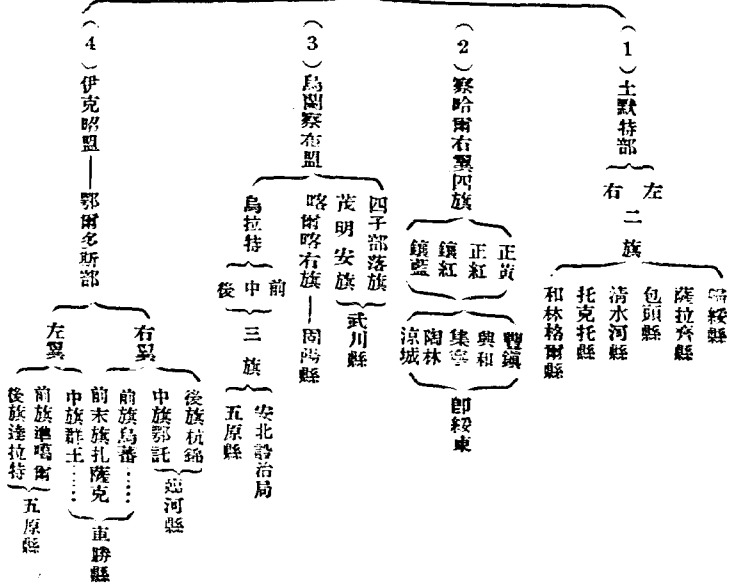 (1)土默特部
左右二旗
歸綏縣
薩拉齊縣
包頭縣
清水河縣
托克托縣
和林格爾縣
(2)察哈爾右翼四旗
正黃
正紅
鑲紅
鑲藍
豐鎮
興和
集寧
陶林
涼城
卽綏東
(3)烏蘭察布盟
四子部落旗
茂明安旗
武川縣
喀爾喀右旗——固陽縣
烏拉特
前中後三旗
安北設治局
五原縣
(4)伊克昭盟——鄂爾多斯部
右翼
後旗杭錦
中旗鄂託
臨河縣
前旗烏審……
前末旗扎薩克
左翼
中旗群王……
東勝縣
前旗準噶爾
後旗達拉特
五原縣